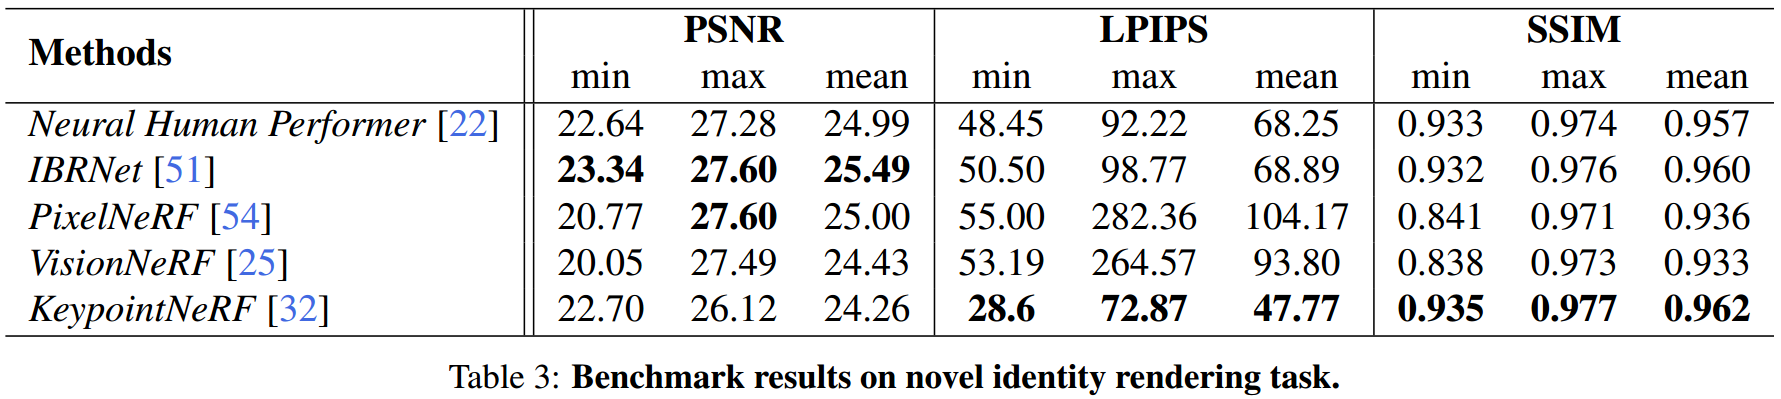 Methods PSNR LPIPS SSIM
min max mean min max mean min max mean
Neural Human Performer [22] 22.64 27.28 24.99 48.45 92.22 68.25 0.933 0.974 0.957
IBRNet [51] 23.34 27.60 25.49 50.50 98.77 68.89 0.932 0.976 0.960
PixelNeRF [54] 20.77 27.60 25.00 55.00 282.36 104.17 0.841 0.971 0.936
VisionNeRF [25] 20.05 27.49 24.43 53.19 264.57 93.80 0.838 0.973 0.933
KeypointNeRF [32] 22.70 26.12 24.26 28.6 72.87 47.77 0.935 0.977 0.962
Table 3: Benchmark results on novel identity rendering task.